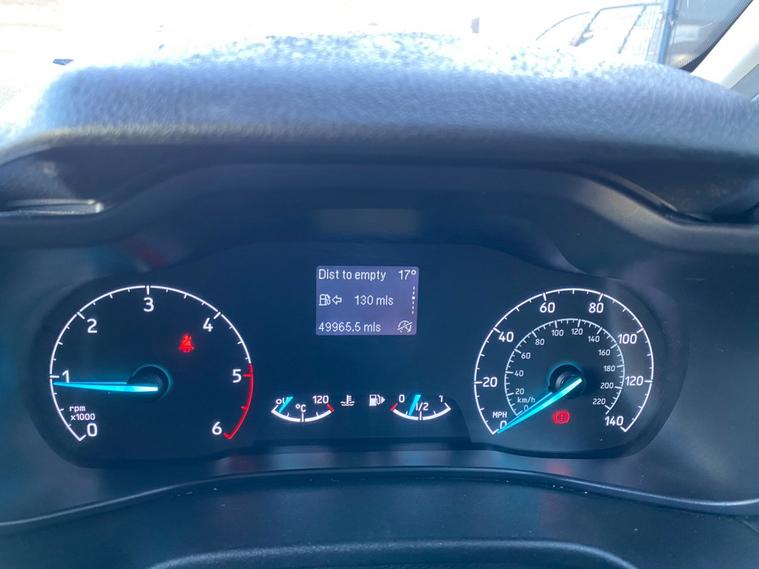 Dist to empty 17°
130 mls
49965.5 mls
0 1 2 3 4 5 6
rpm
x1000
0 120
°C
0 1/2 1
0 20 40 60 80 100 120 140
MPH
0 20 40 60 80 100 120 140 160 180 200 220
km/h